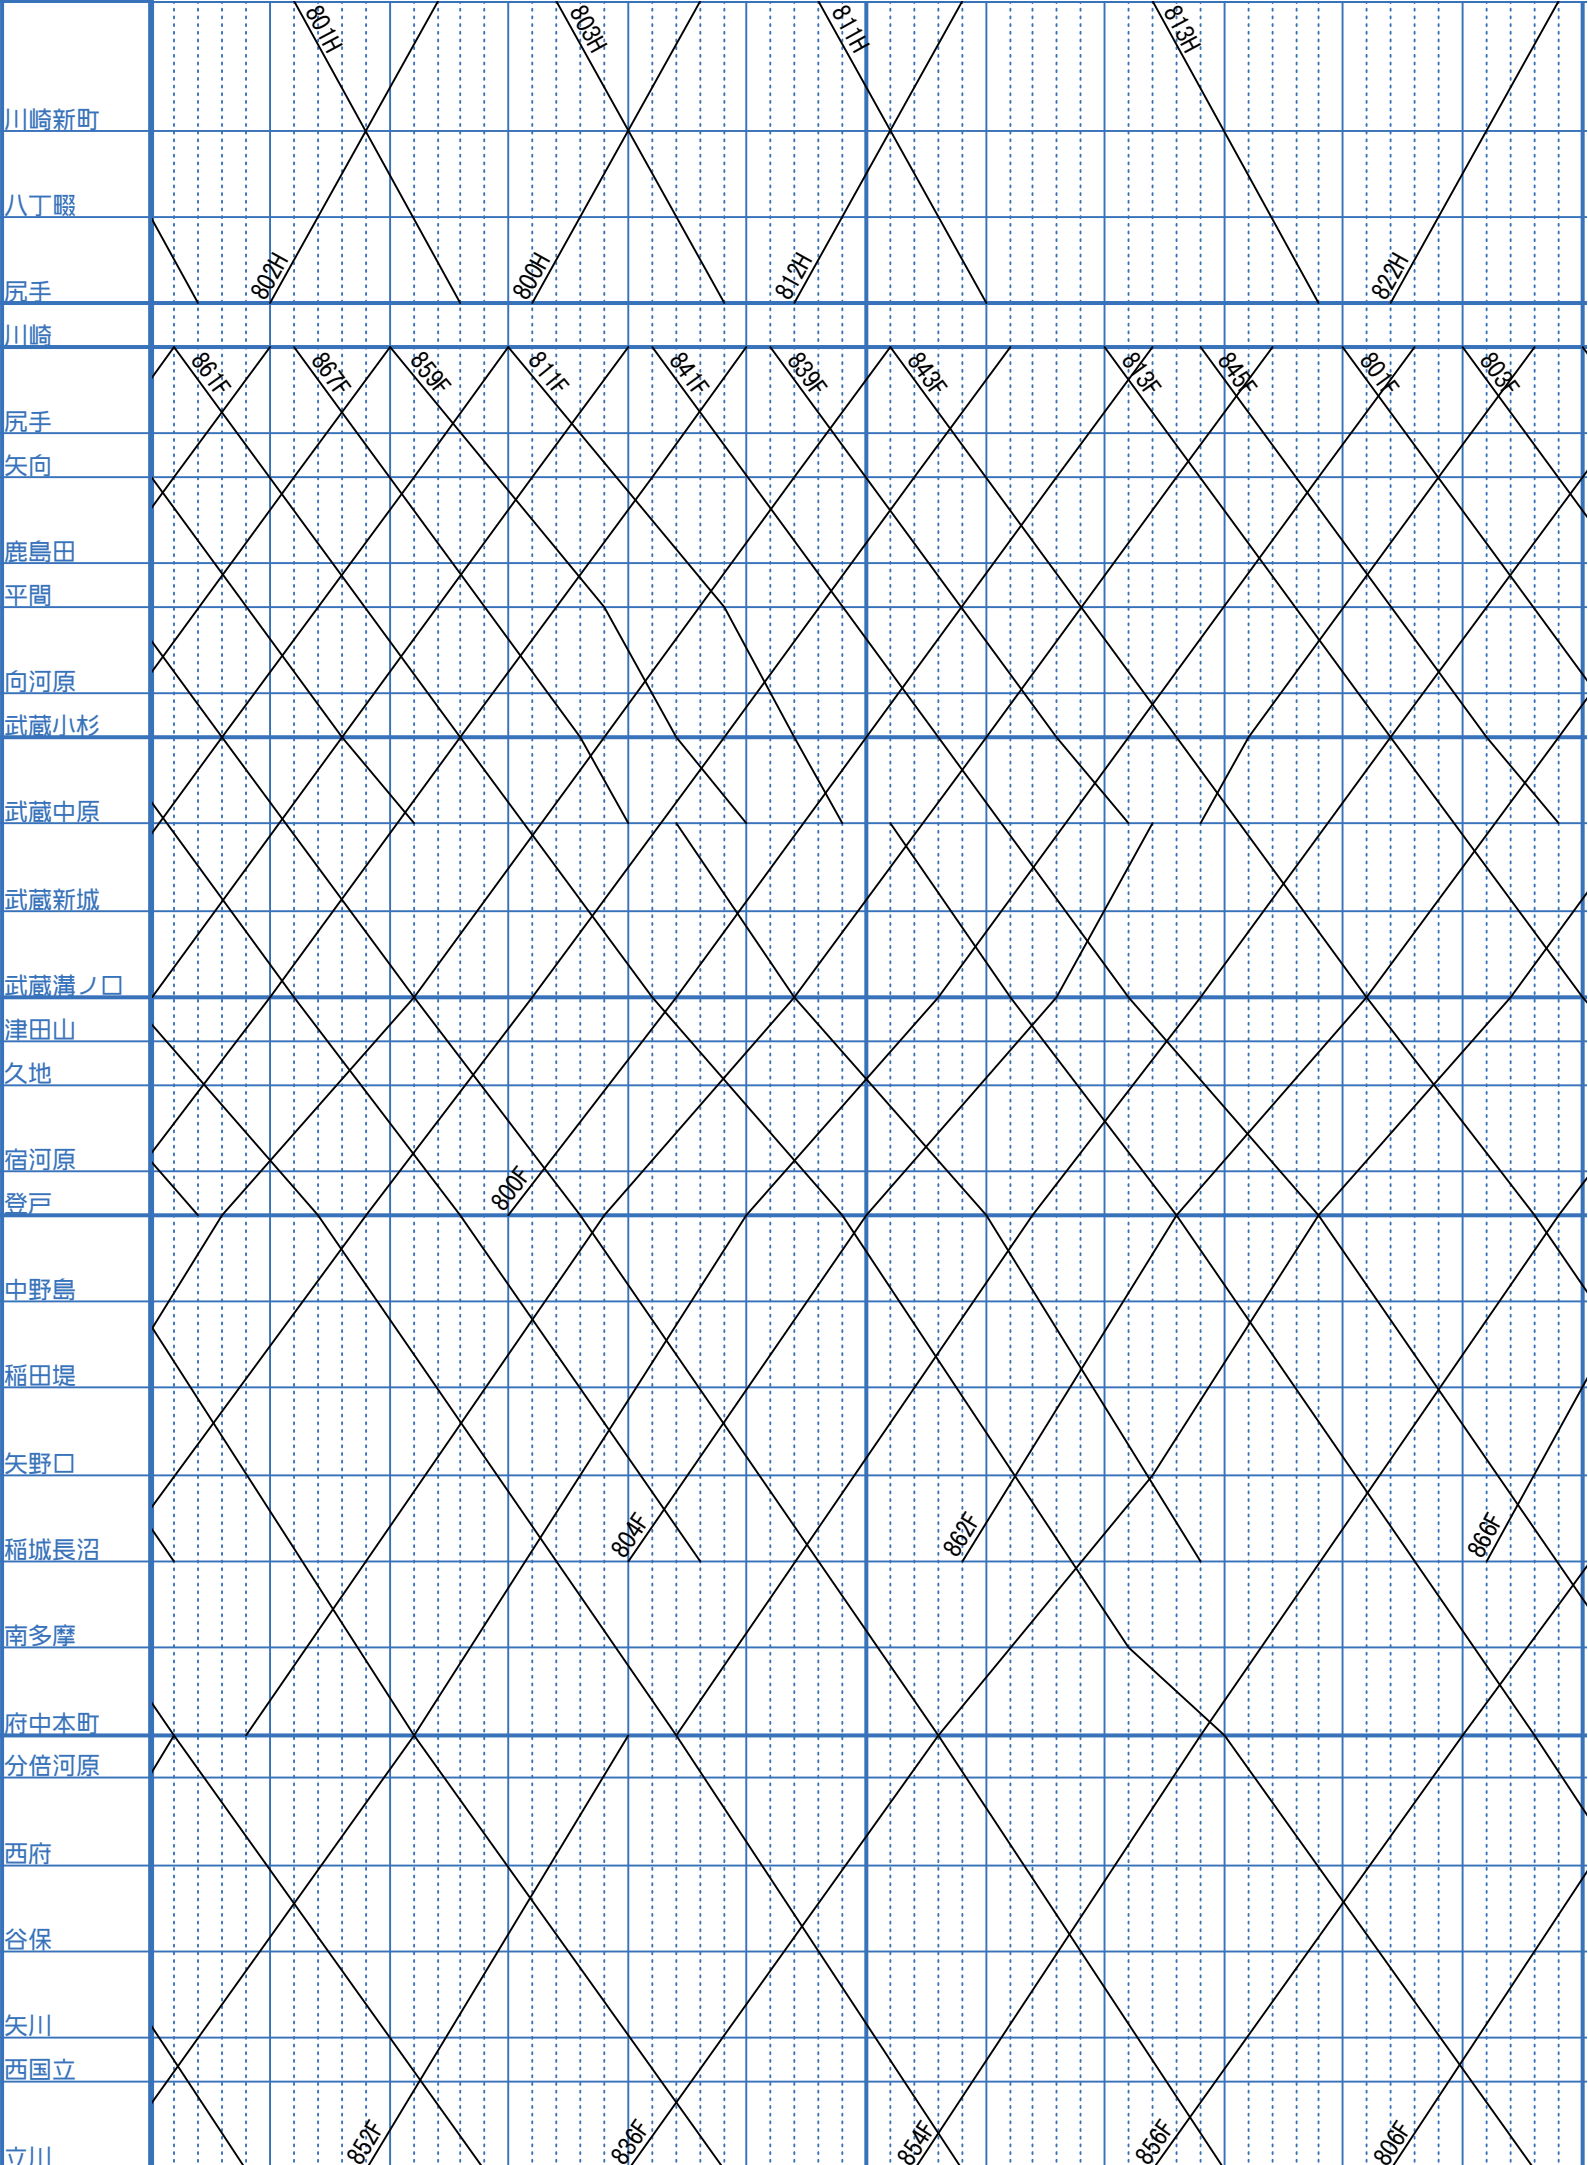 801H
803H
811H
813H
川崎新町
八丁畷
802H
800H
812H
822H
尻手
川崎
861F
867F
859F
811F
841F
839F
843F
813F
845F
801F
803F
尻手
矢向
鹿島田
平間
向河原
武蔵小杉
武蔵中原
武蔵新城
武蔵溝ノ口
津田山
久地
宿河原
800F
登戸
中野島
稲田堤
矢野口
804F
862F
866F
稲城長沼
南多摩
府中本町
分倍河原
西府
谷保
矢川
西国立
852F
836F
854F
856F
806F
立川